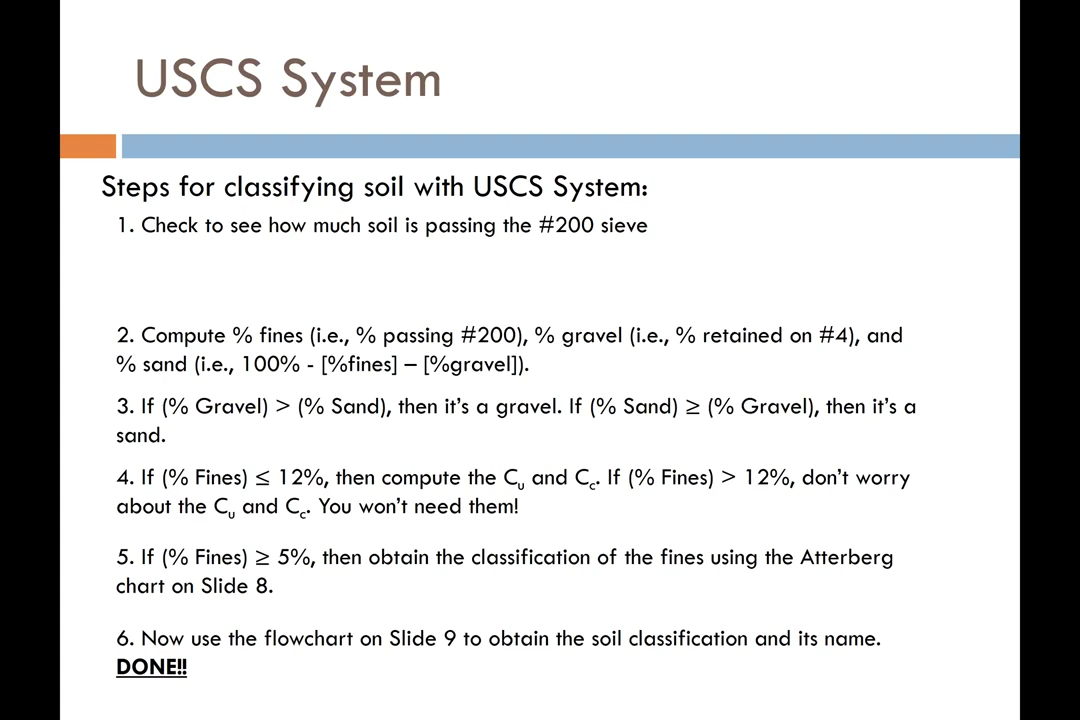 USCS System
Steps for classifying soil with USCS System:
1. Check to see how much soil is passing the #200 sieve
2. Compute % fines (i.e., % passing #200), % gravel (i.e., % retained on #4), and
% sand (i.e., 100% - [%fines] – [%gravel]).
3. If (% Gravel) > (% Sand), then it's a gravel. If (% Sand) ≥ (% Gravel), then it's a
sand.
4. If (% Fines) ≤ 12%, then compute the Cu and Cc. If (% Fines) > 12%, don't worry
about the Cu and Cc. You won't need them!
5. If (% Fines) ≥ 5%, then obtain the classification of the fines using the Atterberg
chart on Slide 8.
6. Now use the flowchart on Slide 9 to obtain the soil classification and its name.
DONE!!